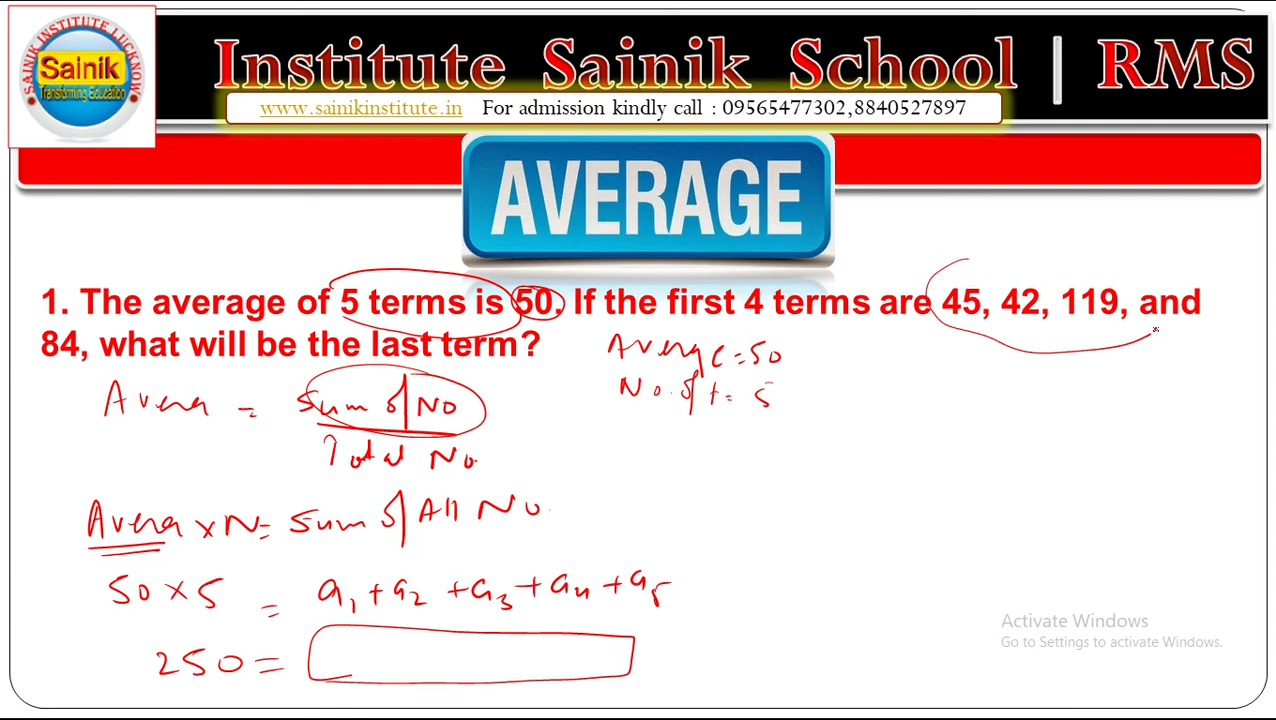 SAINIK INSTITUTE LUCKNOW
Sainik
Transforming Education
Institute Sainik School | RMS
www.sainikinstitute.in For admission kindly call : 09565477302,8840527897
AVERAGE
1. The average of 5 terms is 50. If the first 4 terms are 45, 42, 119, and
84, what will be the last term?
Average = 50
No. of t = 5
Avera = Sum of No
Total No.
Avera x N = Sum of All No.
50 x 5 = a1 + a2 + a3 + a4 + a5
250 =
Activate Windows
Go to Settings to activate Windows.